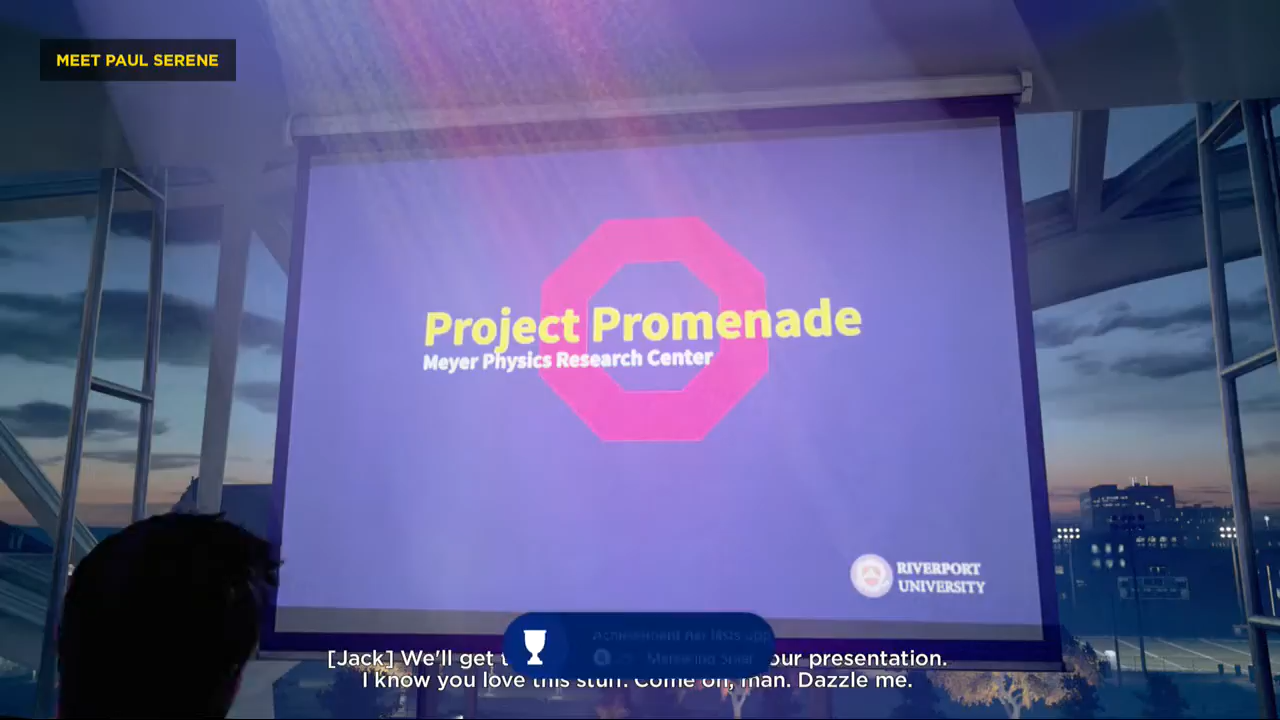 MEET PAUL SERENE
Project Promenade
Meyer Physics Research Center
RIVERPORT
UNIVERSITY
[Jack] We'll get our presentation.
I know you love this stuff. Come on, man. Dazzle me.